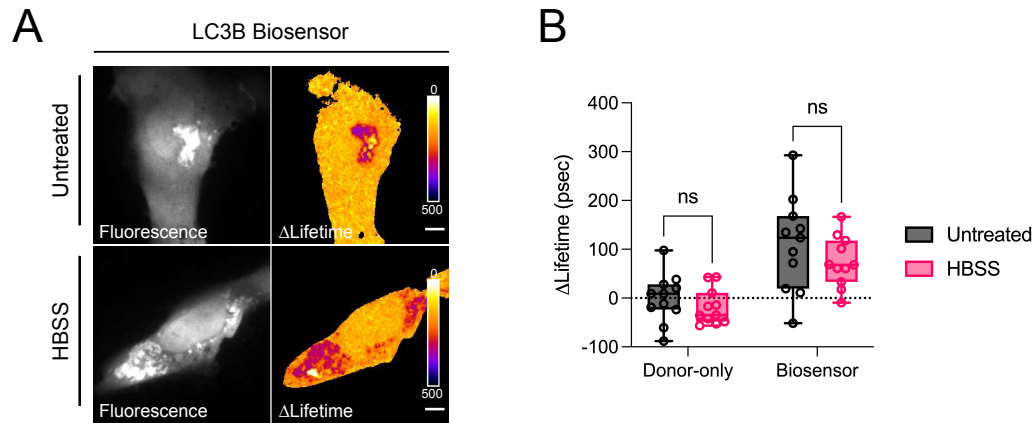 A
LC3B Biosensor
Untreated
Fluorescence
ΔLifetime
0
500
HBSS
Fluorescence
ΔLifetime
0
500
B
ΔLifetime (psec)
400
300
200
100
0
-100
ns
ns
Donor-only
Biosensor
Untreated
HBSS